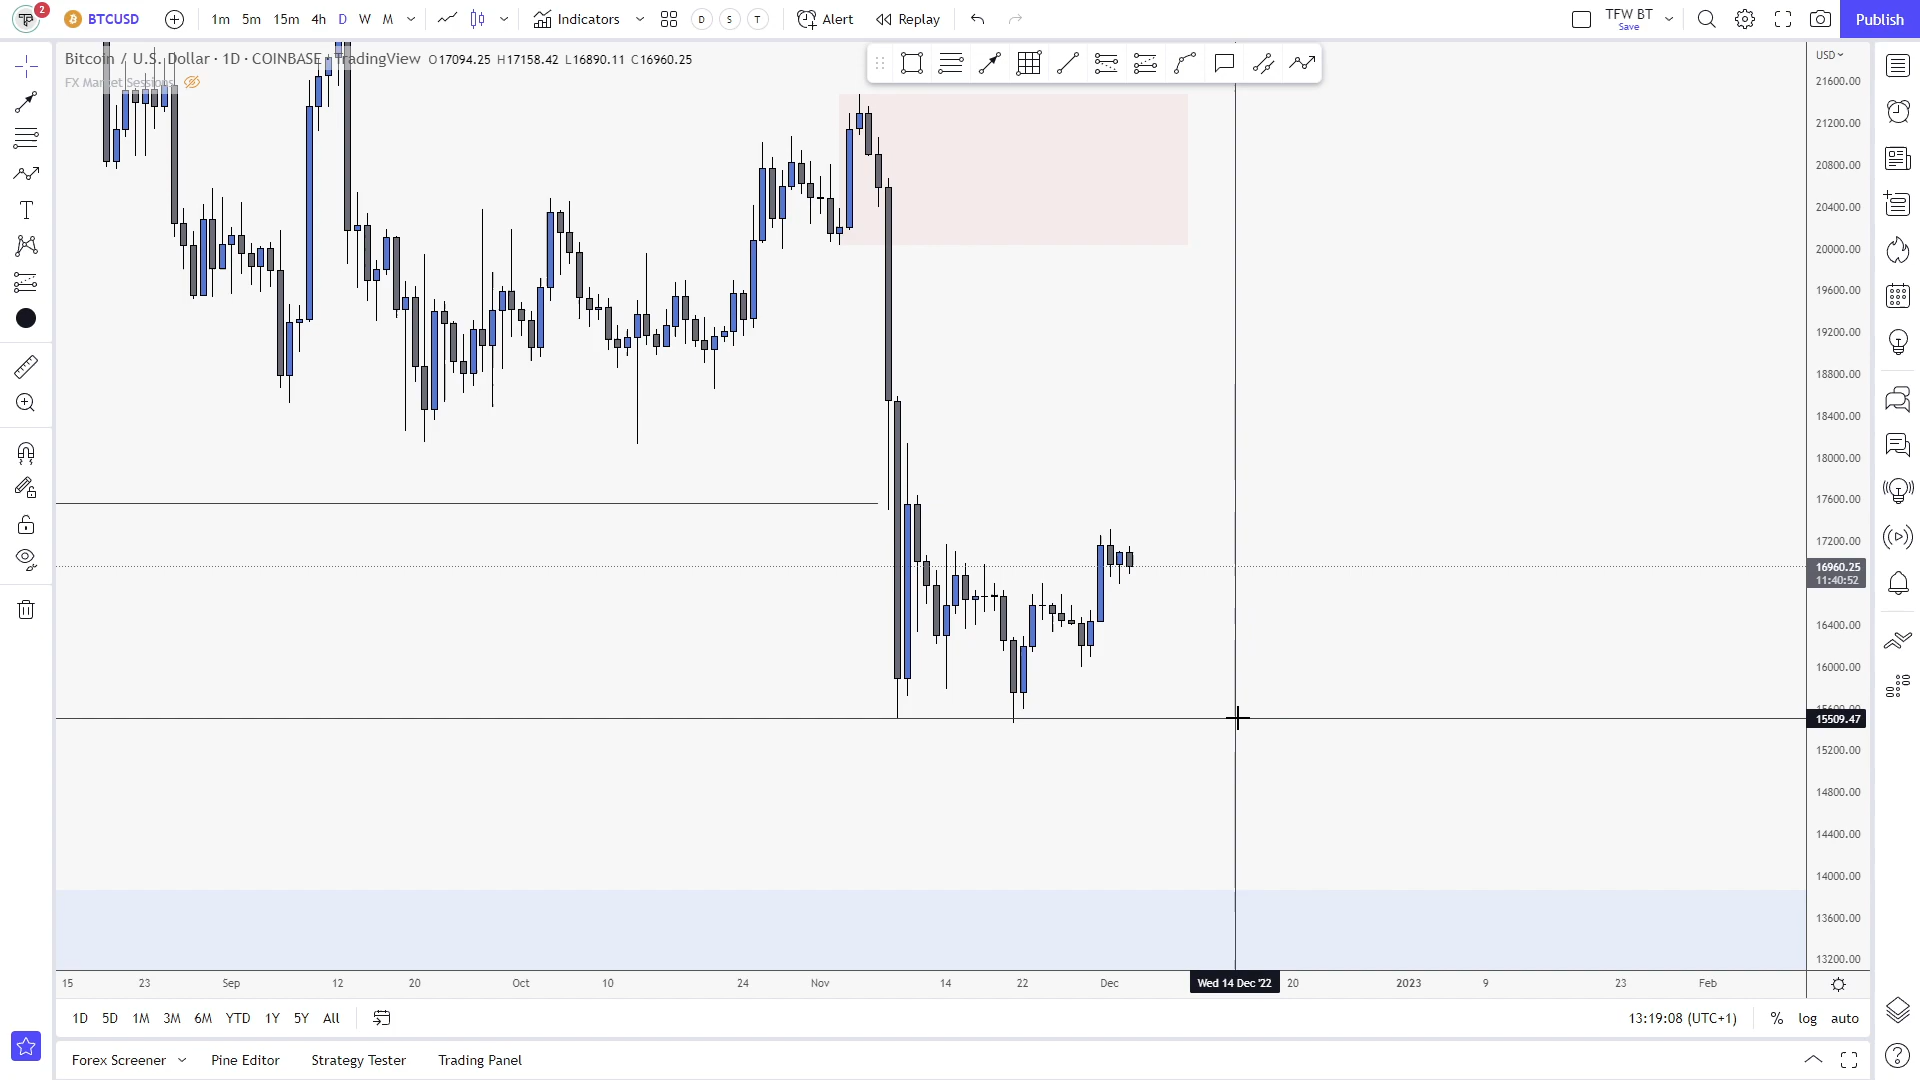 2
BTCUSD
1m 5m 15m 4h D W M
Indicators
D S T
Alert
Replay
TFW BT
Save
Publish
Bitcoin / U.S. Dollar · 1D · COINBASE · TradingView O17094.25 H17158.42 L16890.11 C16960.25
FX Market Sessions
USD
21600.00
21200.00
20800.00
20400.00
20000.00
19600.00
19200.00
18800.00
18400.00
18000.00
17600.00
17200.00
16960.25
11:40:52
16400.00
16000.00
15600.00
15509.47
15200.00
14800.00
14400.00
14000.00
13600.00
13200.00
15 23 Sep 12 20 Oct 10 24 Nov 14 22 Dec Wed 14 Dec '22 20 2023 9 23 Feb
1D 5D 1M 3M 6M YTD 1Y 5Y All
13:19:08 (UTC+1) % log auto
Forex Screener Pine Editor Strategy Tester Trading Panel